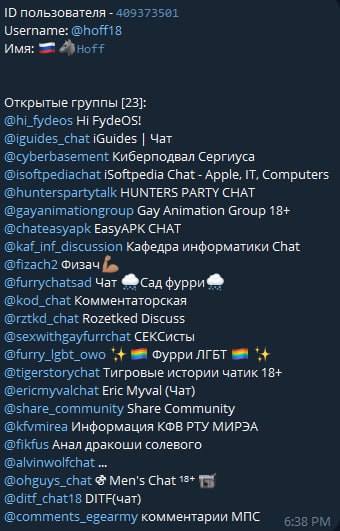 ID пользователя - 409373501
Username: @hoff18
Имя: 🇷🇺🐴Hoff
Открытые группы [23]:
@hi_fydeos Hi FydeOS!
@iguides_chat iGuides | Чат
@cyberbasement Киберподвал Сергиуса
@isoftpediachat iSoftpedia Chat - Apple, IT, Computers
@hunterspartytalk HUNTERS PARTY CHAT
@gayanimationgroup Gay Animation Group 18+
@chateasyapk EasyAPK CHAT
@kaf_inf_discussion Кафедра информатики Chat
@fizach2 Физач💪🏽
@furrychatsad Чат 🌧Сад фурри🌧
@kod_chat Комментаторская
@rztkd_chat Rozetked Discuss
@sexwithgayfurrchat СЕКСисты
@furry_lgbt_owo ✨ 🏳️‍🌈 Фурри ЛГБТ 🏳️‍🌈 ✨
@tigerstorychat Тигровые истории чатик 18+
@ericmyvalchat Eric Myval (Чат)
@share_community Share Community
@kfvmirea Информация КФВ РТУ МИРЭА
@fikfus Анал дракоши солевого
@alvinwolfchat ...
@ohguys_chat ⚣ Men's Chat ¹⁸⁺ 🔫
@ditf_chat18 DITF(чат)
@comments_egearmy комментарии МПС
6:38 PM